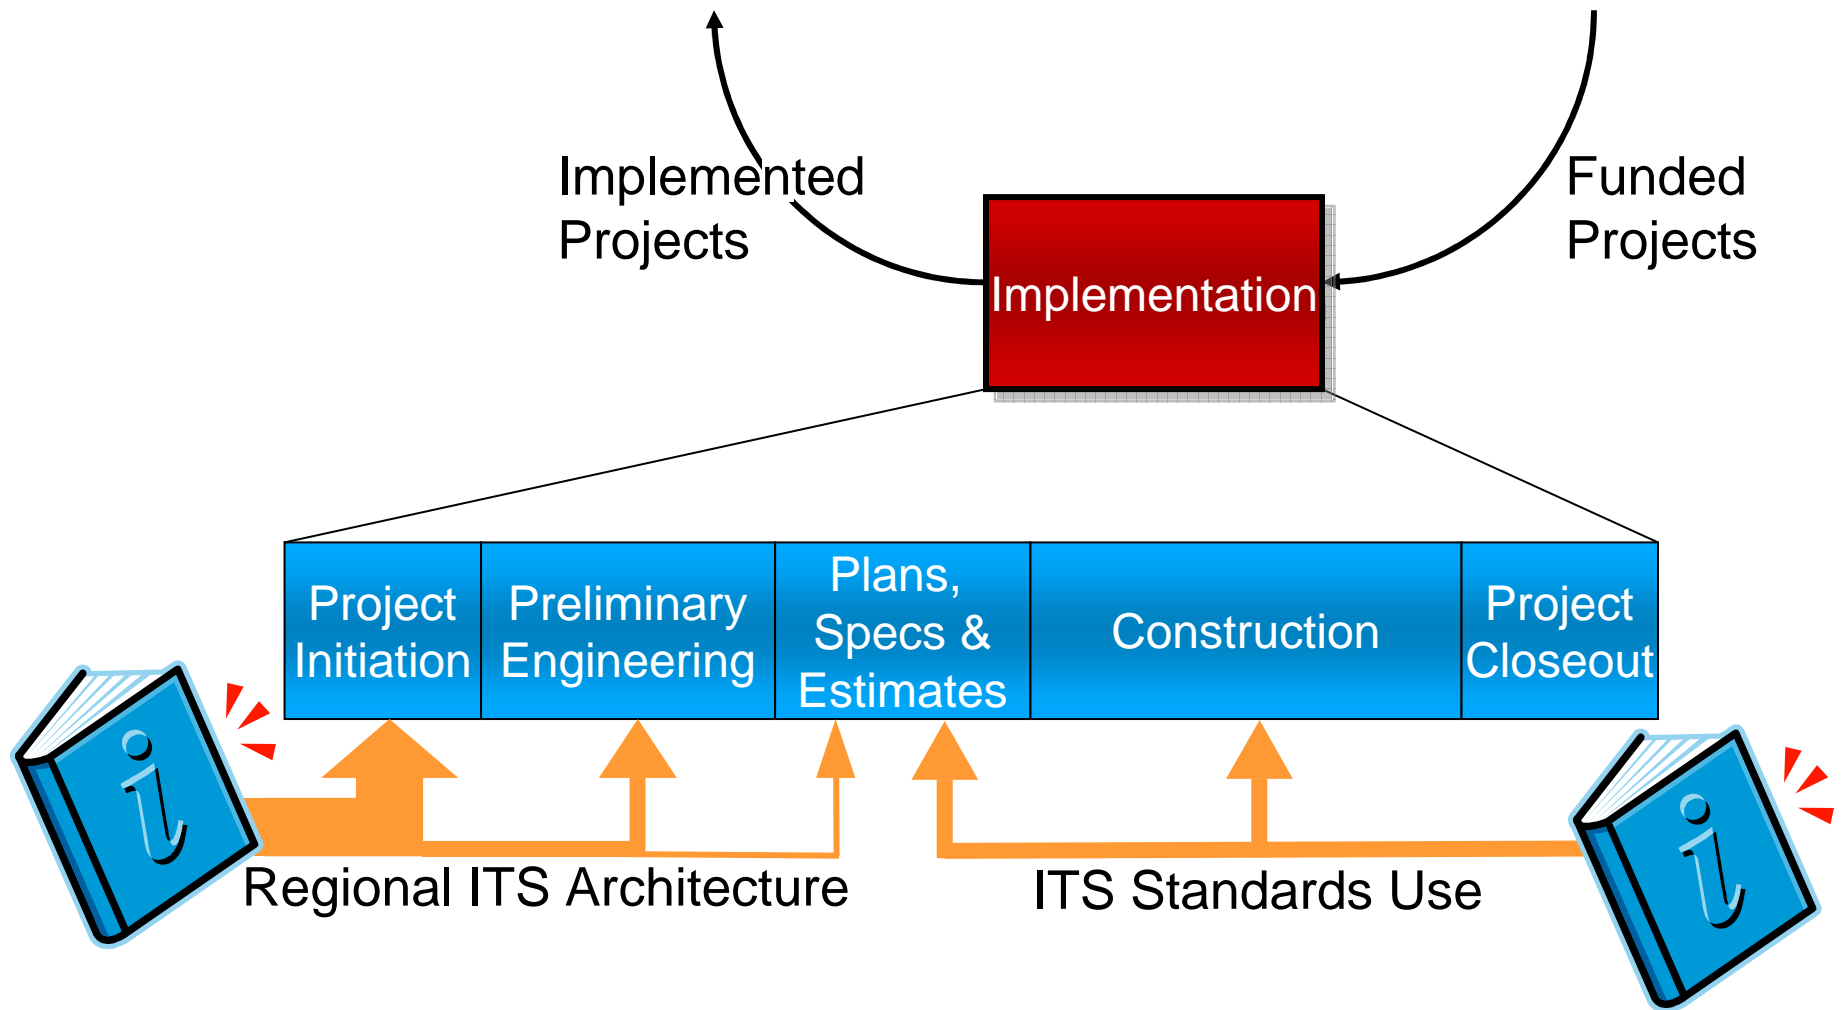 Implemented
Projects
Funded
Projects
Implementation
Project
Initiation
Preliminary
Engineering
Plans,
Specs &
Estimates
Construction
Project
Closeout
i
Regional ITS Architecture
ITS Standards Use
i